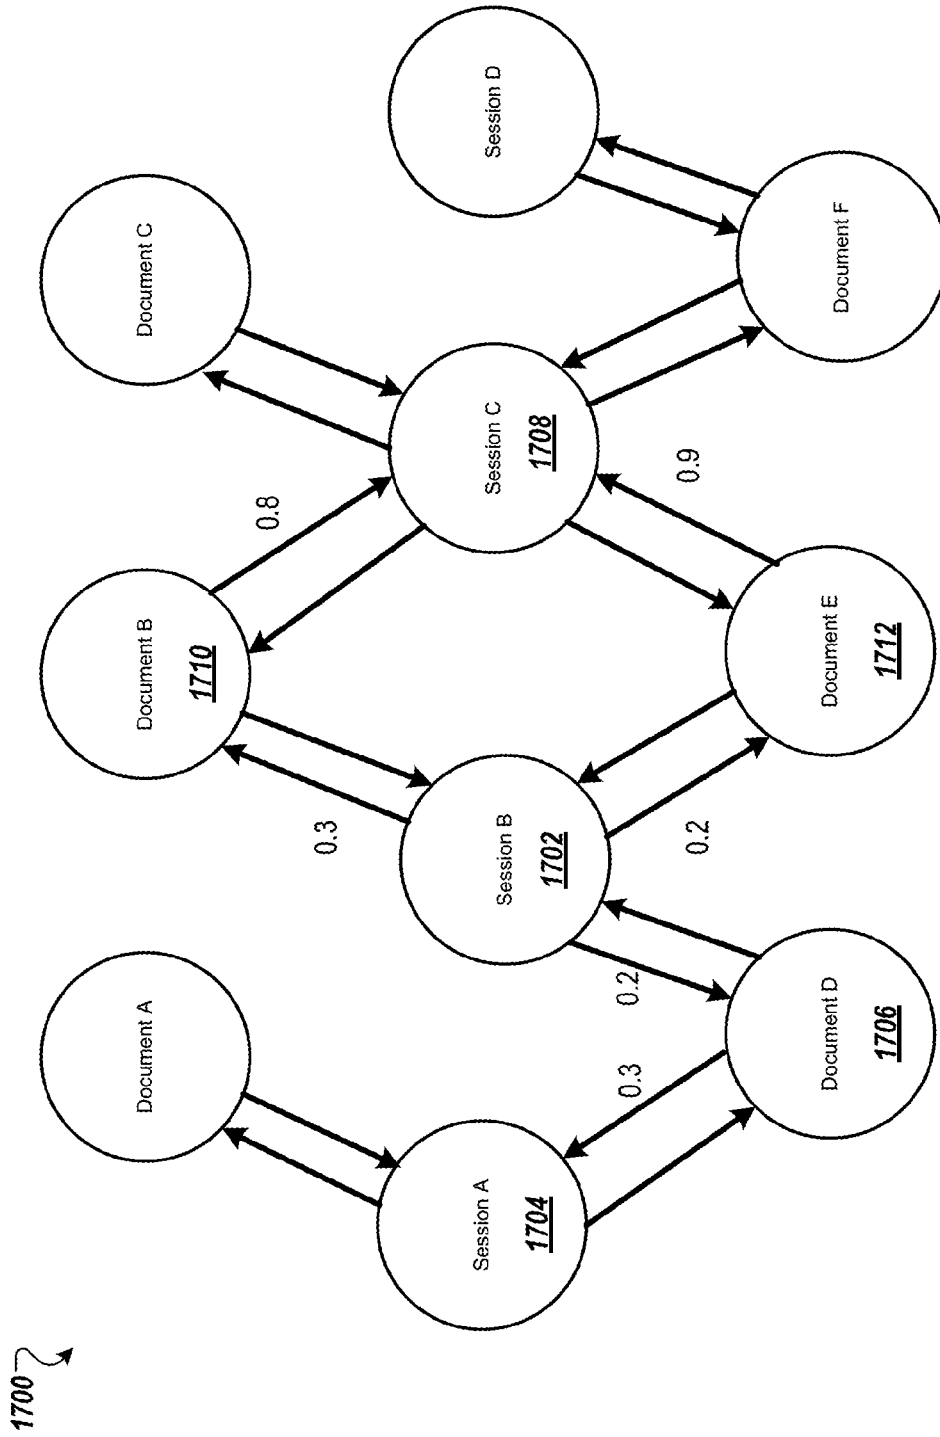 1700
Document A
Document B
1710
Document C
0.3
0.8
Session A
1704
Session B
1702
Session C
1708
Session D
0.3
0.2
0.2
0.9
Document D
1706
Document E
1712
Document F